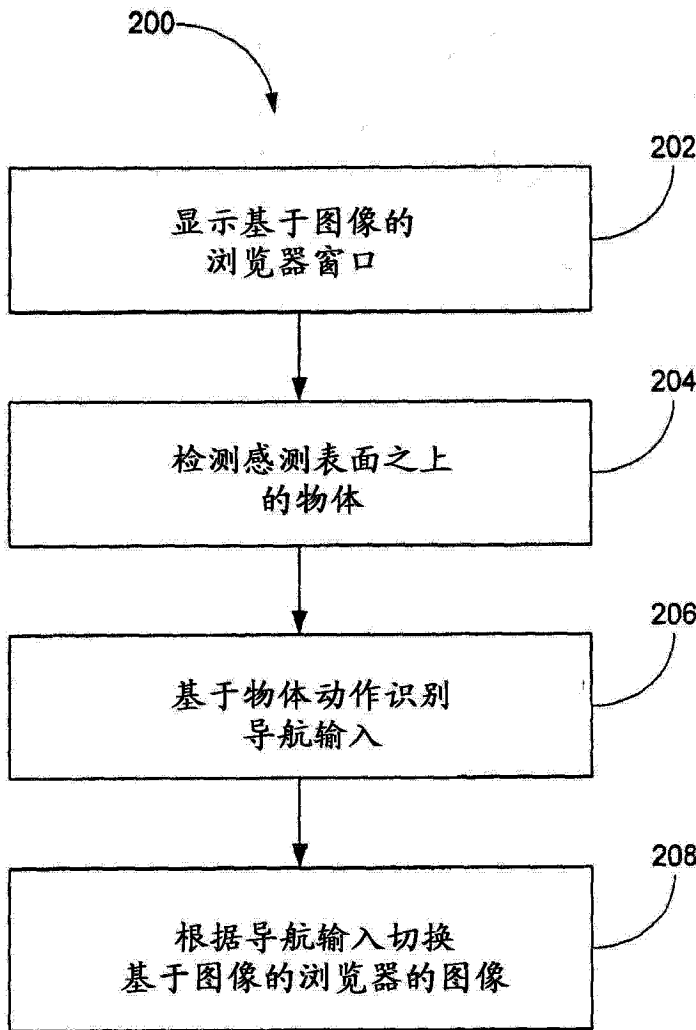 200
202
显示基于图像的
浏览器窗口
204
检测感测表面之上
的物体
206
基于物体动作识别
导航输入
208
根据导航输入切换
基于图像的浏览器的图像